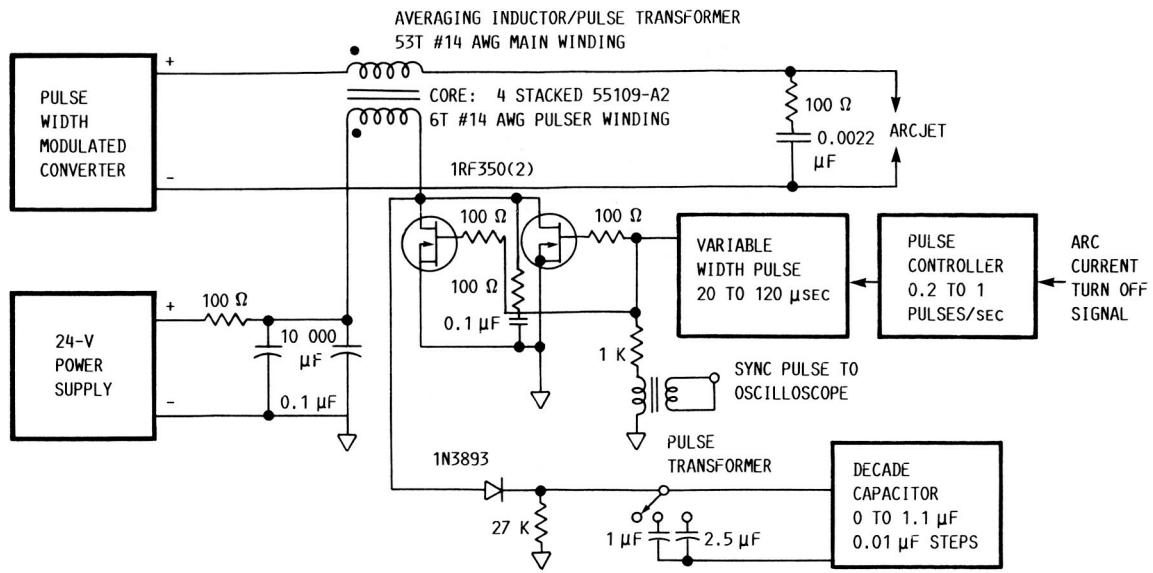 AVERAGING INDUCTOR/PULSE TRANSFORMER
53T #14 AWG MAIN WINDING
+
PULSE
WIDTH
MODULATED
CONVERTER
-
CORE: 4 STACKED 55109-A2
6T #14 AWG PULSER WINDING
100 Ω
0.0022
µF
ARCJET
1RF350(2)
100 Ω
100 Ω
100 Ω
0.1 µF
VARIABLE
WIDTH PULSE
20 TO 120 µSEC
PULSE
CONTROLLER
0.2 TO 1
PULSES/SEC
ARC
CURRENT
TURN OFF
SIGNAL
+
24-V
POWER
SUPPLY
-
100 Ω
10 000
µF
0.1 µF
1 K
SYNC PULSE TO
OSCILLOSCOPE
PULSE
TRANSFORMER
1N3893
27 K
1 µF
2.5 µF
DECADE
CAPACITOR
0 TO 1.1 µF
0.01 µF STEPS